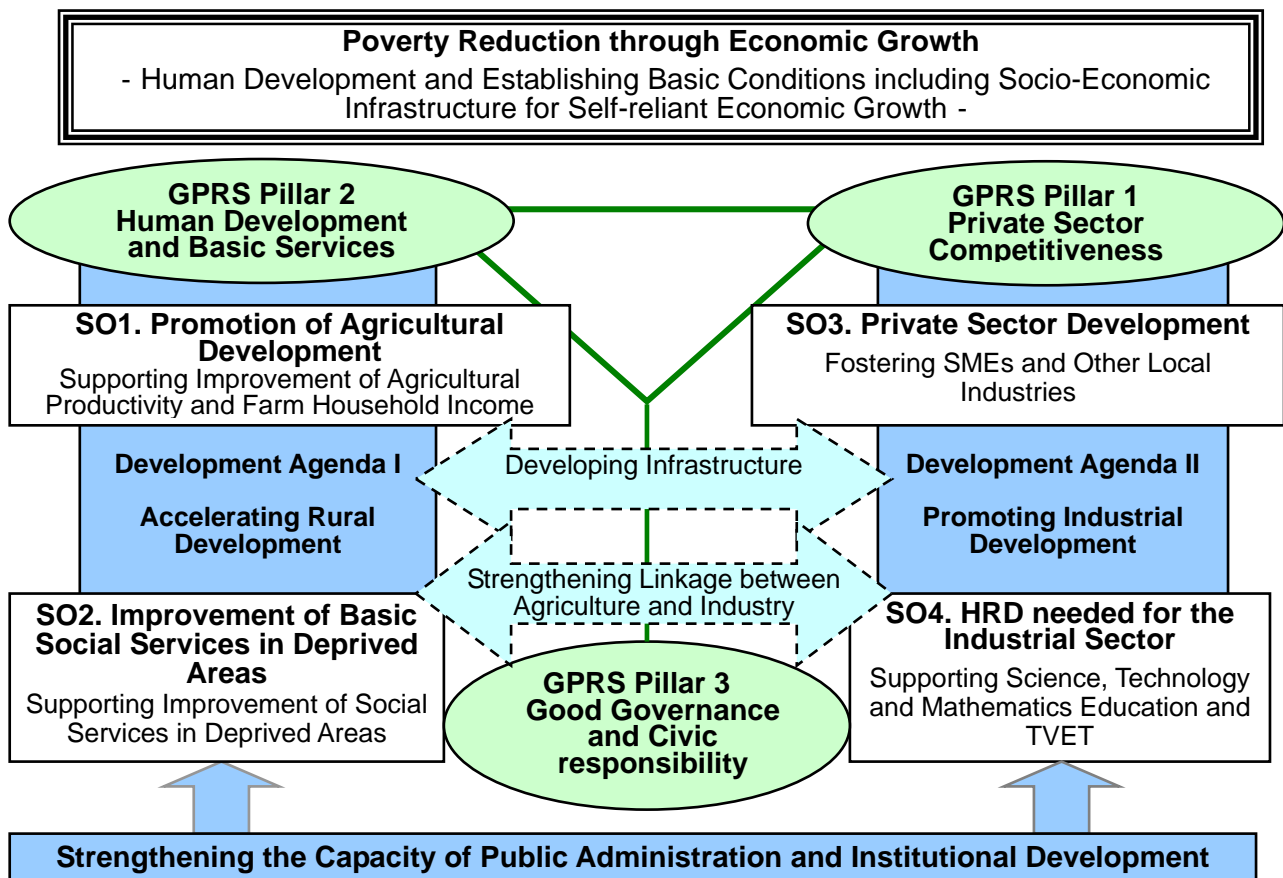 Poverty Reduction through Economic Growth
- Human Development and Establishing Basic Conditions including Socio-Economic
Infrastructure for Self-reliant Economic Growth -
GPRS Pillar 2
Human Development
and Basic Services
GPRS Pillar 1
Private Sector
Competitiveness
SO1. Promotion of Agricultural
Development
Supporting Improvement of Agricultural
Productivity and Farm Household Income
SO3. Private Sector Development
Fostering SMEs and Other Local
Industries
Development Agenda I
Accelerating Rural
Development
Developing Infrastructure
Development Agenda II
Promoting Industrial
Development
Strengthening Linkage between
Agriculture and Industry
SO2. Improvement of Basic
Social Services in Deprived
Areas
Supporting Improvement of Social
Services in Deprived Areas
GPRS Pillar 3
Good Governance
and Civic
responsibility
SO4. HRD needed for the
Industrial Sector
Supporting Science, Technology
and Mathematics Education and
TVET
Strengthening the Capacity of Public Administration and Institutional Development